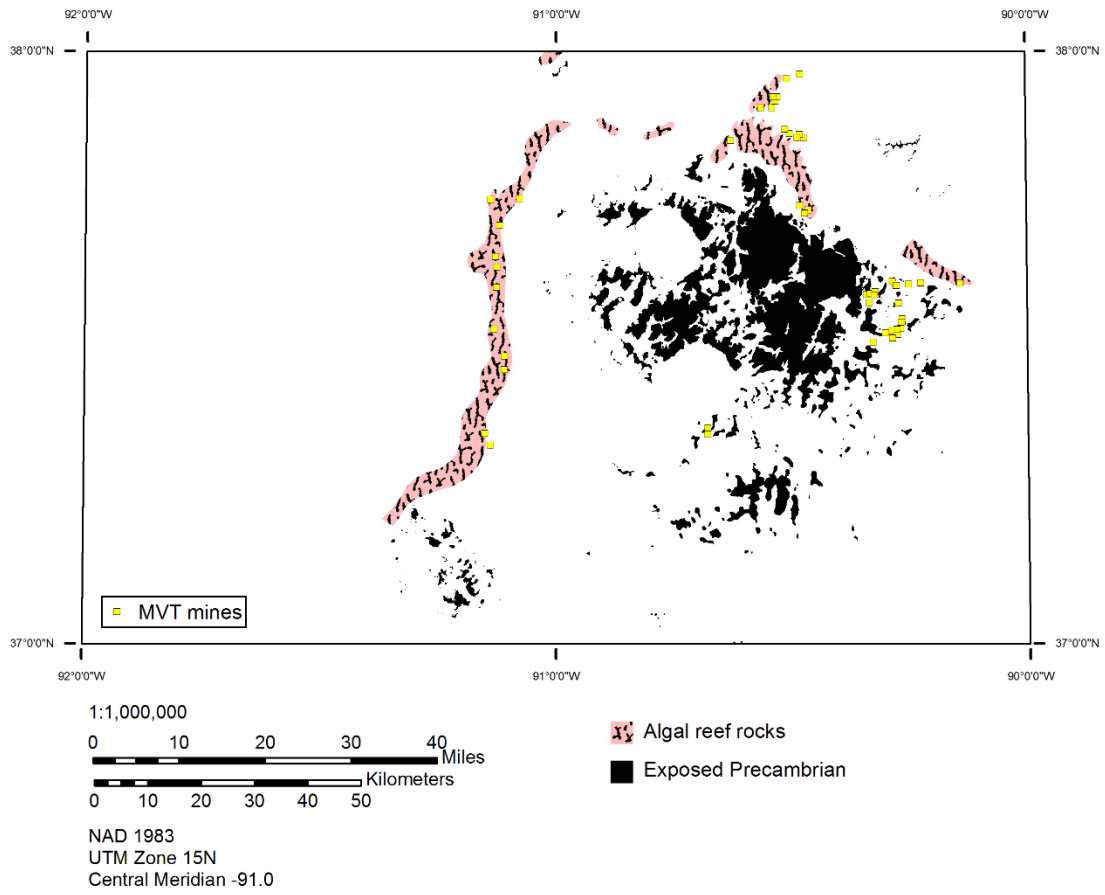 92°0'0"W 91°0'0"W 90°0'0"W
38°0'0"N 38°0'0"N
MVT mines
37°0'0"N 37°0'0"N
92°0'0"W 91°0'0"W 90°0'0"W
1:1,000,000
0 10 20 30 40 Miles
Kilometers
0 10 20 30 40 50
NAD 1983
UTM Zone 15N
Central Meridian -91.0
Algal reef rocks
Exposed Precambrian